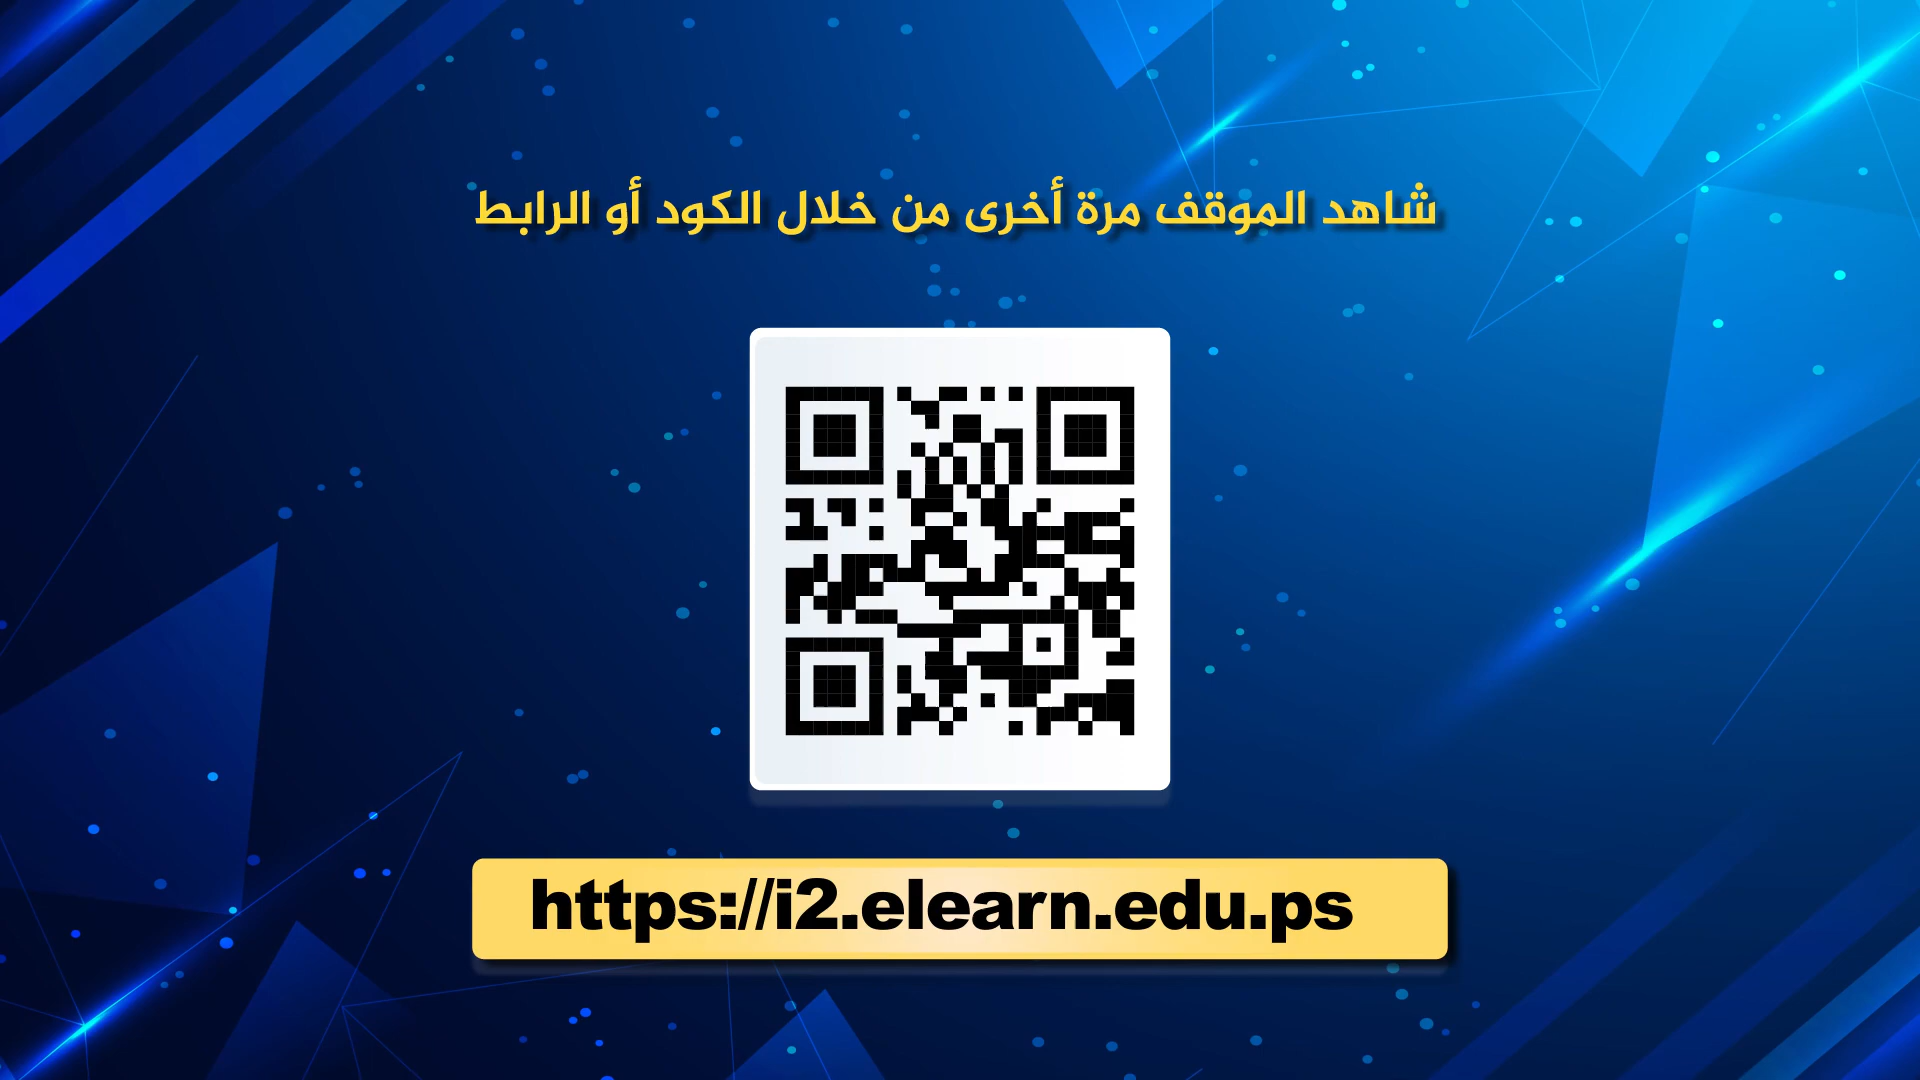 شاهد الموقف مرة أخرى من خلال الكود أو الرابط
https://i2.elearn.edu.ps